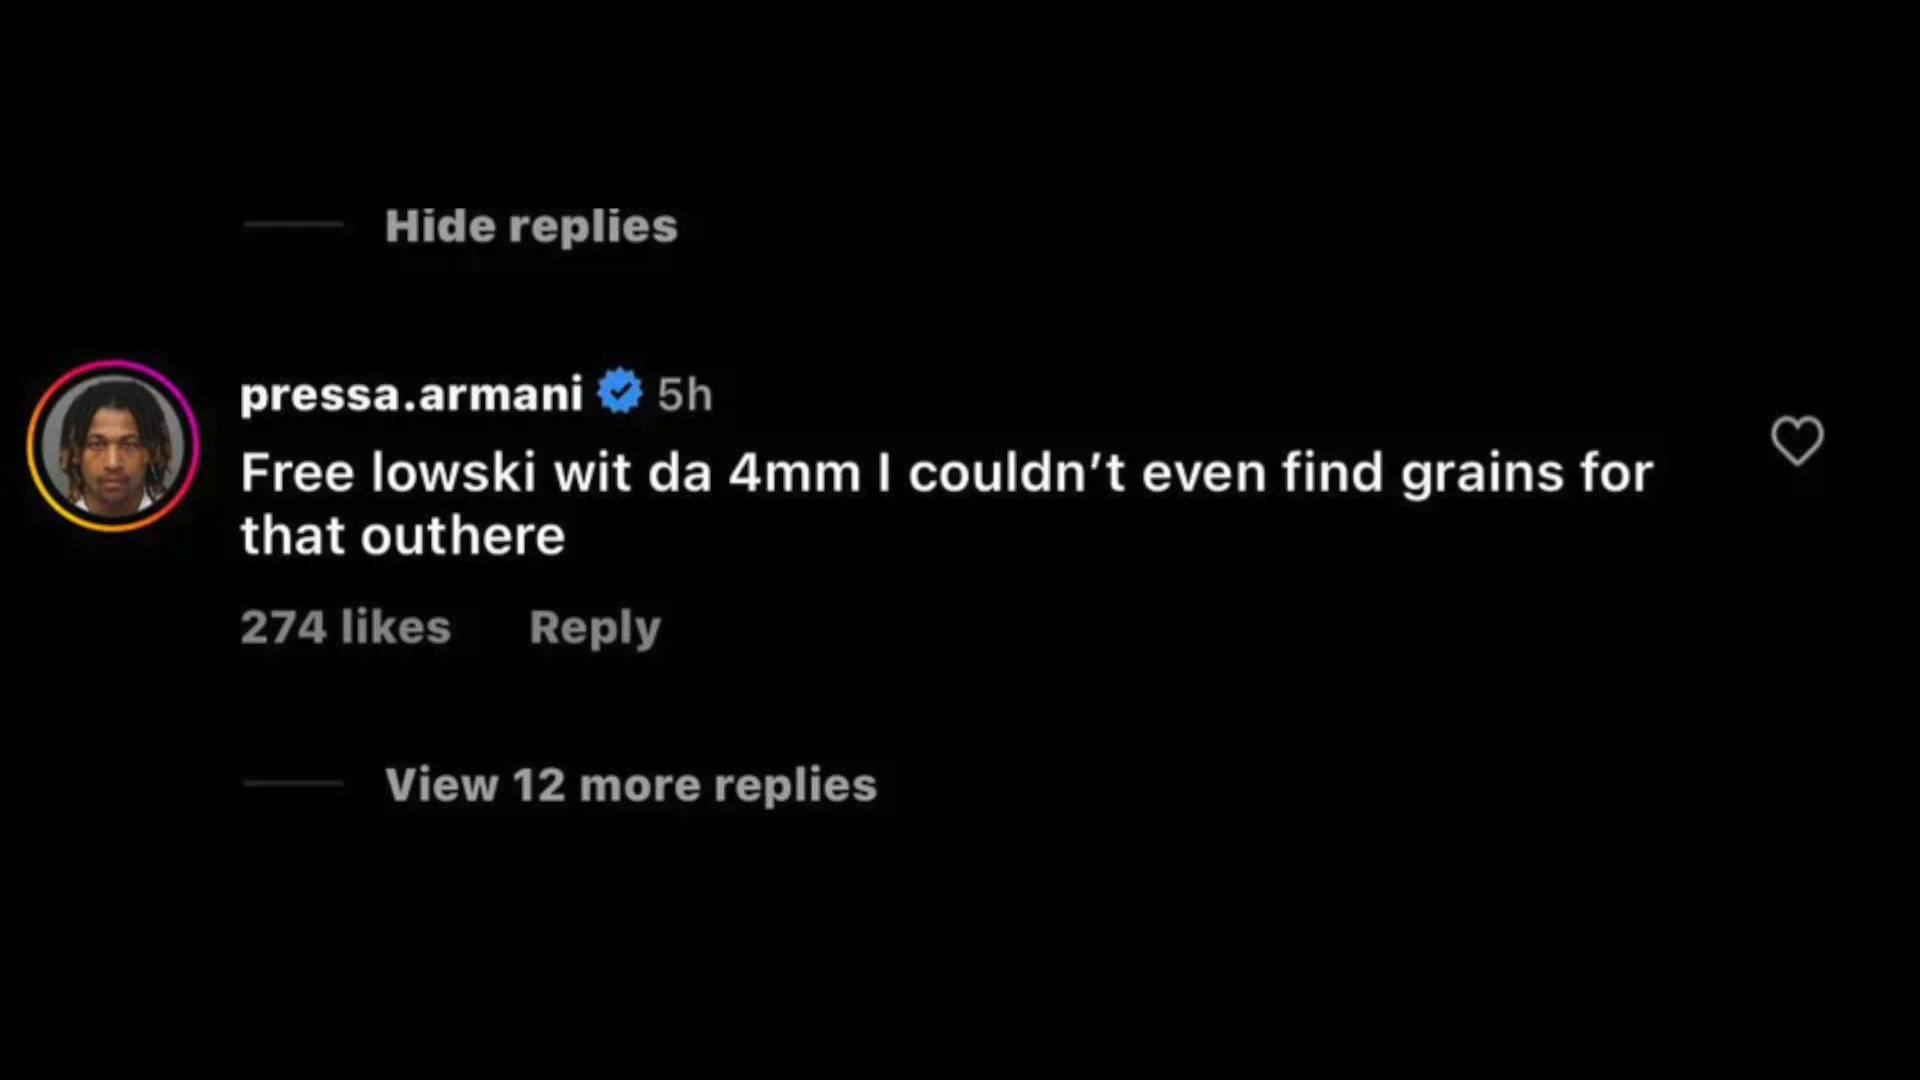 Hide replies
pressa.armani 5h
Free lowski wit da 4mm I couldn’t even find grains for
that outhere
274 likes Reply
View 12 more replies